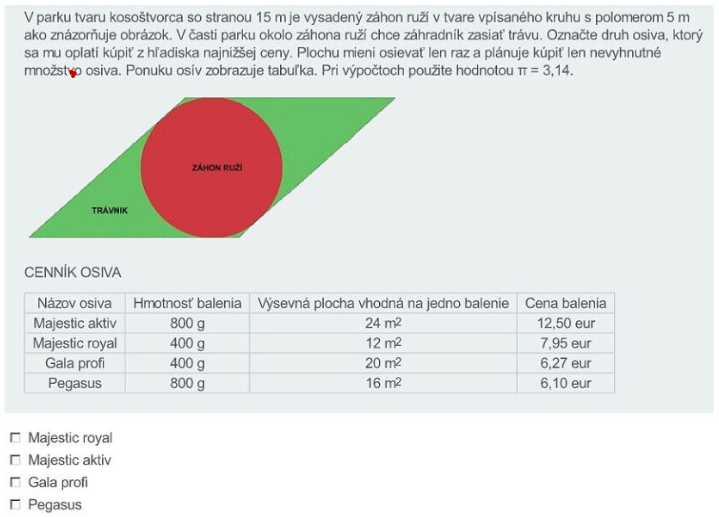 V parku tvaru kosoštvorca so stranou 15 m je vysadený záhon ruží v tvare vpísaného kruhu s polomerom 5 m
ako znázorňuje obrázok. V časti parku okolo záhona ruží chce záhradník zasiať trávu. Označte druh osiva, ktorý
sa mu oplatí kúpiť z hľadiska najnižšej ceny. Plochu mieni osievať len raz a plánuje kúpiť len nevyhnutné
množstvo osiva. Ponuku osív zobrazuje tabuľka. Pri výpočtoch použite hodnotou π = 3,14.
ZÁHON RUŽÍ
TRÁVNIK
CENNÍK OSIVA
Názov osiva Hmotnosť balenia Výsevná plocha vhodná na jedno balenie Cena balenia
Majestic aktiv 800 g 24 m2 12,50 eur
Majestic royal 400 g 12 m2 7,95 eur
Gala profi 400 g 20 m2 6,27 eur
Pegasus 800 g 16 m2 6,10 eur
Majestic royal
Majestic aktiv
Gala profi
Pegasus